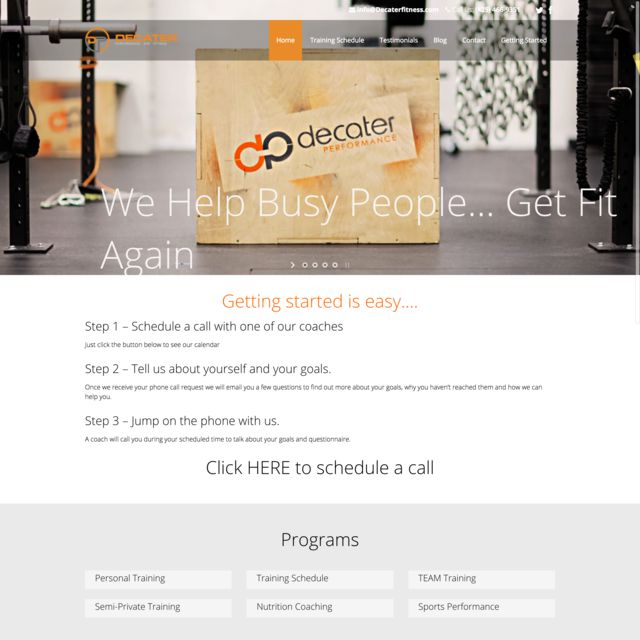 info@Decaterfitness.com
DECATER
Home Training Schedule Testimonials Blog Contact Getting Started
dp decater
PERFORMANCE
We Help Busy People... Get Fit
Again
Getting started is easy....
Step 1 – Schedule a call with one of our coaches
Just click the button below to see our calendar
Step 2 – Tell us about yourself and your goals.
Once we receive your phone call request we will email you a few questions to find out more about your goals, why you haven't reached them and how we can
help you.
Step 3 – Jump on the phone with us.
A coach will call you during your scheduled time to talk about your goals and questionnaire.
Click HERE to schedule a call
Programs
Personal Training Training Schedule TEAM Training
Semi-Private Training Nutrition Coaching Sports Performance